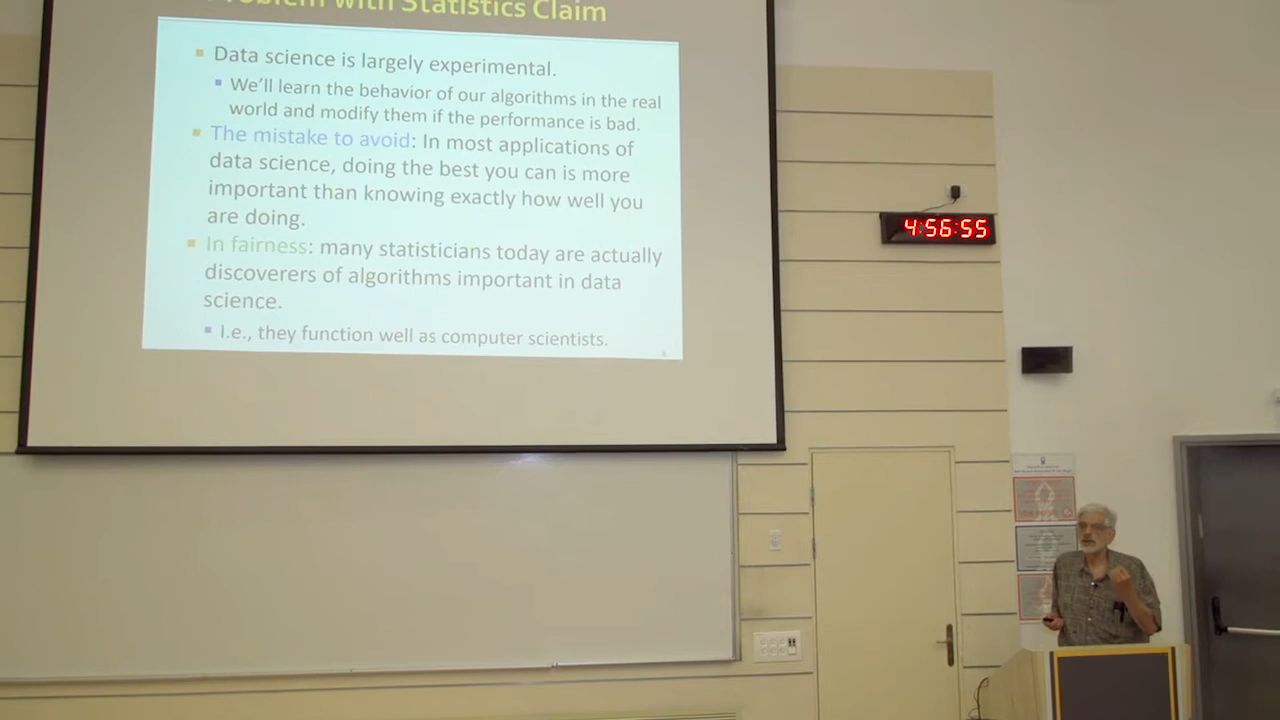 Problem with Statistics Claim
Data science is largely experimental.
We'll learn the behavior of our algorithms in the real
world and modify them if the performance is bad.
The mistake to avoid: In most applications of
data science, doing the best you can is more
important than knowing exactly how well you
are doing.
In fairness: many statisticians today are actually
discoverers of algorithms important in data
science.
I.e., they function well as computer scientists.
4:56:55